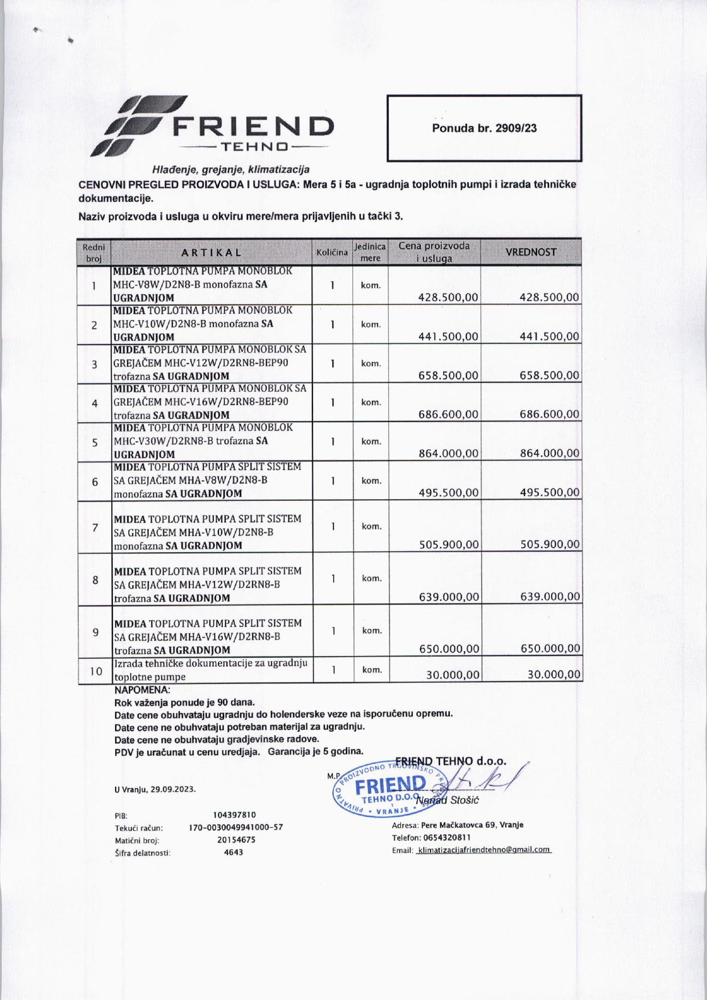 FRIEND
TEHNO
Ponuda br. 2909/23
Hlađenje, grejanje, klimatizacija
CENOVNI PREGLED PROIZVODA I USLUGA: Mera 5 i 5a - ugradnja toplotnih pumpi i izrada tehničke
dokumentacije.
Naziv proizvoda i usluga u okviru mere/mera prijavljenih u tački 3.
Redni broj ARTIKAL Količina Jedinica mere Cena proizvoda i usluga VREDNOST
MIDEA TOPLOTNA PUMPA MONOBLOK
1 MHC-V8W/D2N8-B monofazna SA 1 kom.
UGRADNJOM 428.500,00 428.500,00
MIDEA TOPLOTNA PUMPA MONOBLOK
2 MHC-V10W/D2N8-B monofazna SA 1 kom.
UGRADNJOM 441.500,00 441.500,00
MIDEA TOPLOTNA PUMPA MONOBLOK SA
3 GREJAČEM MHC-V12W/D2RN8-BEP90 1 kom.
trofazna SA UGRADNJOM 658.500,00 658.500,00
MIDEA TOPLOTNA PUMPA MONOBLOK SA
4 GREJAČEM MHC-V16W/D2RN8-BEP90 1 kom.
trofazna SA UGRADNJOM 686.600,00 686.600,00
MIDEA TOPLOTNA PUMPA MONOBLOK
5 MHC-V30W/D2RN8-B trofazna SA 1 kom.
UGRADNJOM 864.000,00 864.000,00
MIDEA TOPLOTNA PUMPA SPLIT SISTEM
6 SA GREJAČEM MHA-V8W/D2N8-B 1 kom.
monofazna SA UGRADNJOM 495.500,00 495.500,00
MIDEA TOPLOTNA PUMPA SPLIT SISTEM
7 SA GREJAČEM MHA-V10W/D2N8-B 1 kom.
monofazna SA UGRADNJOM 505.900,00 505.900,00
MIDEA TOPLOTNA PUMPA SPLIT SISTEM
8 SA GREJAČEM MHA-V12W/D2RN8-B 1 kom.
trofazna SA UGRADNJOM 639.000,00 639.000,00
MIDEA TOPLOTNA PUMPA SPLIT SISTEM
9 SA GREJAČEM MHA-V16W/D2RN8-B 1 kom.
trofazna SA UGRADNJOM 650.000,00 650.000,00
10 Izrada tehničke dokumentacije za ugradnju 1 kom.
toplotne pumpe 30.000,00 30.000,00
NAPOMENA:
Rok važenja ponude je 90 dana.
Date cene obuhvataju ugradnju do holenderske veze na isporučenu opremu.
Date cene ne obuhvataju potreban materijal za ugradnju.
Date cene ne obuhvataju gradjevinske radove.
PDV je uračunat u cenu uredjaja. Garancija je 5 godina.
FRIEND TEHNO d.o.o.
M.P.
PRIVATNO PROIZVODNO TRGOVINSKO
FRIEND
TEHNO D.O.O.
1
VRANJE
Nenad Stošić
U Vranju, 29.09.2023.
PIB: 104397810
Tekući račun: 170-0030049941000-57
Matični broj: 20154675
Šifra delatnosti: 4643
Adresa: Pere Mačkatovca 69, Vranje
Telefon: 0654320811
Email: klimatizacijafriendtehno@gmail.com